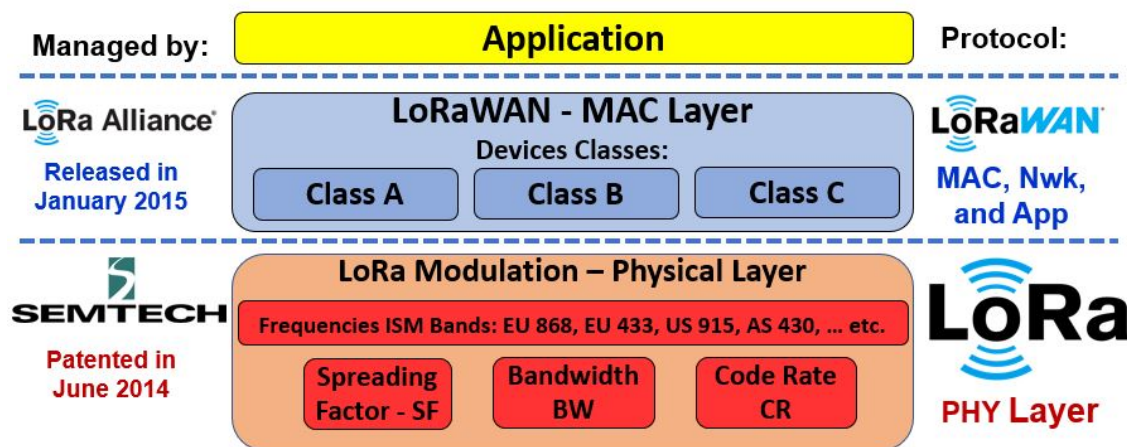 Managed by:
Application
Protocol:
LoRa Alliance®
Released in
January 2015
LoRaWAN - MAC Layer
Devices Classes:
Class A
Class B
Class C
LoRaWAN
MAC, Nwk,
and App
SEMTECH
Patented in
June 2014
LoRa Modulation – Physical Layer
Frequencies ISM Bands: EU 868, EU 433, US 915, AS 430, ... etc.
Spreading
Factor - SF
Bandwidth
BW
Code Rate
CR
LoRa
PHY Layer